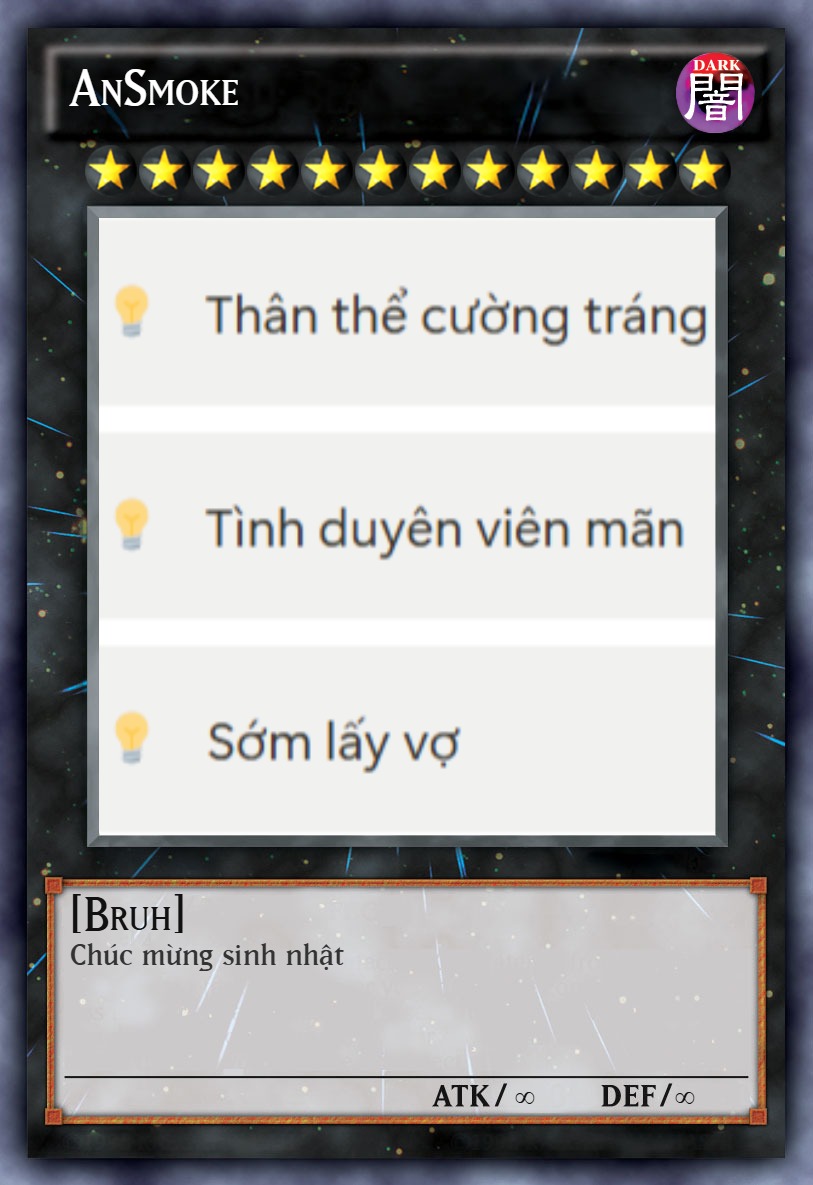 AnSmoke
DARK
闇
Thân thể cường tráng
Tình duyên viên mãn
Sớm lấy vợ
[Bruh]
Chúc mừng sinh nhật
ATK/∞ DEF/∞